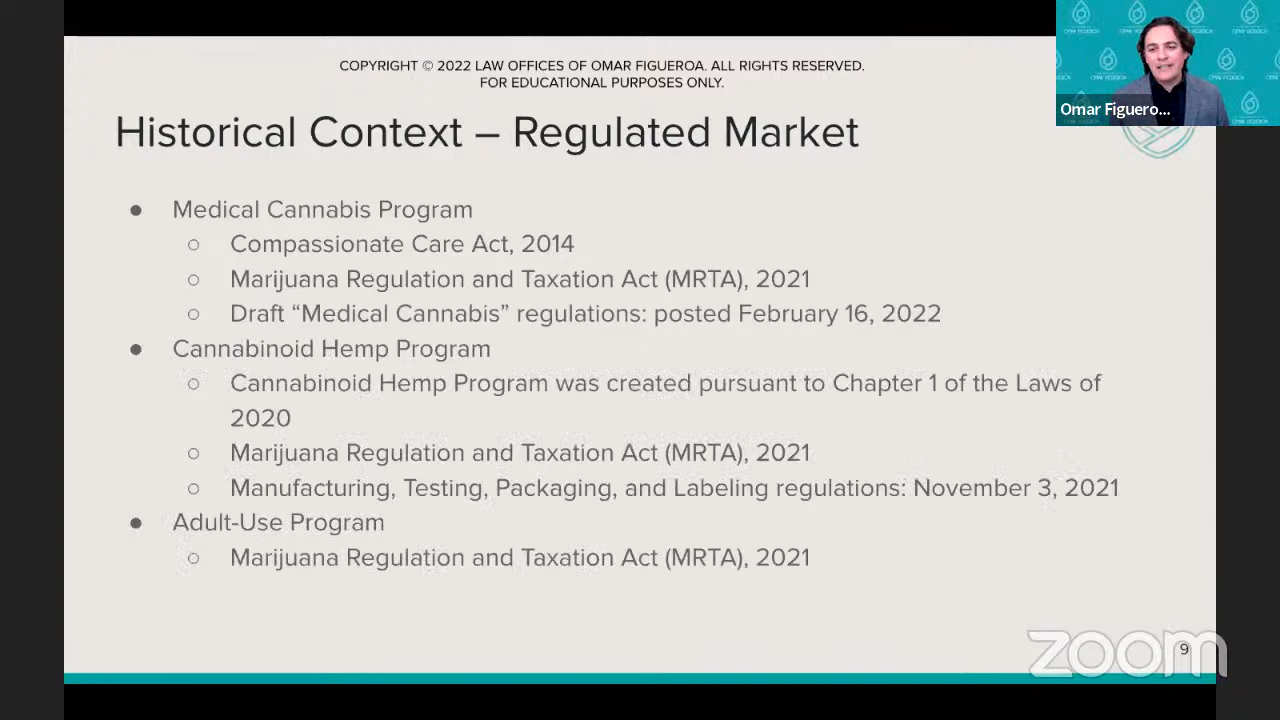 COPYRIGHT © 2022 LAW OFFICES OF OMAR FIGUEROA. ALL RIGHTS RESERVED.
FOR EDUCATIONAL PURPOSES ONLY.
Omar Figuero...
Historical Context – Regulated Market
● Medical Cannabis Program
○ Compassionate Care Act, 2014
○ Marijuana Regulation and Taxation Act (MRTA), 2021
○ Draft “Medical Cannabis” regulations: posted February 16, 2022
● Cannabinoid Hemp Program
○ Cannabinoid Hemp Program was created pursuant to Chapter 1 of the Laws of
2020
○ Marijuana Regulation and Taxation Act (MRTA), 2021
○ Manufacturing, Testing, Packaging, and Labeling regulations: November 3, 2021
● Adult-Use Program
○ Marijuana Regulation and Taxation Act (MRTA), 2021
zoom
9